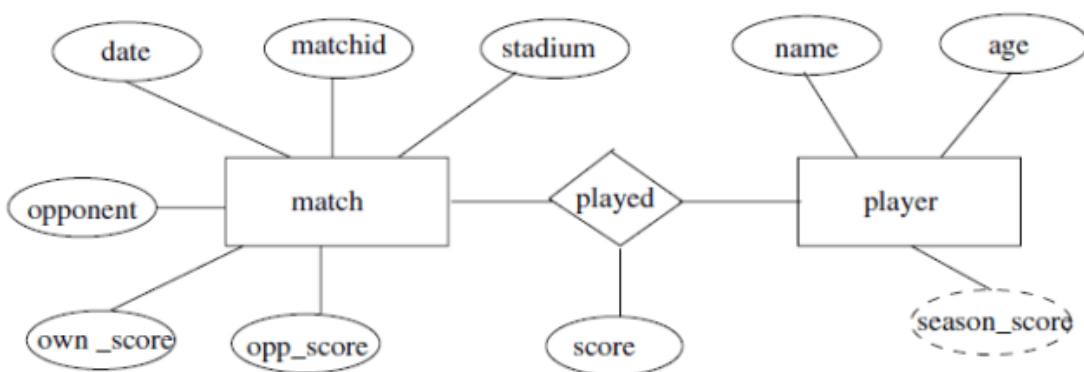 date
matchid
stadium
name
age
opponent
match
played
player
own _score
opp_score
score
season_score